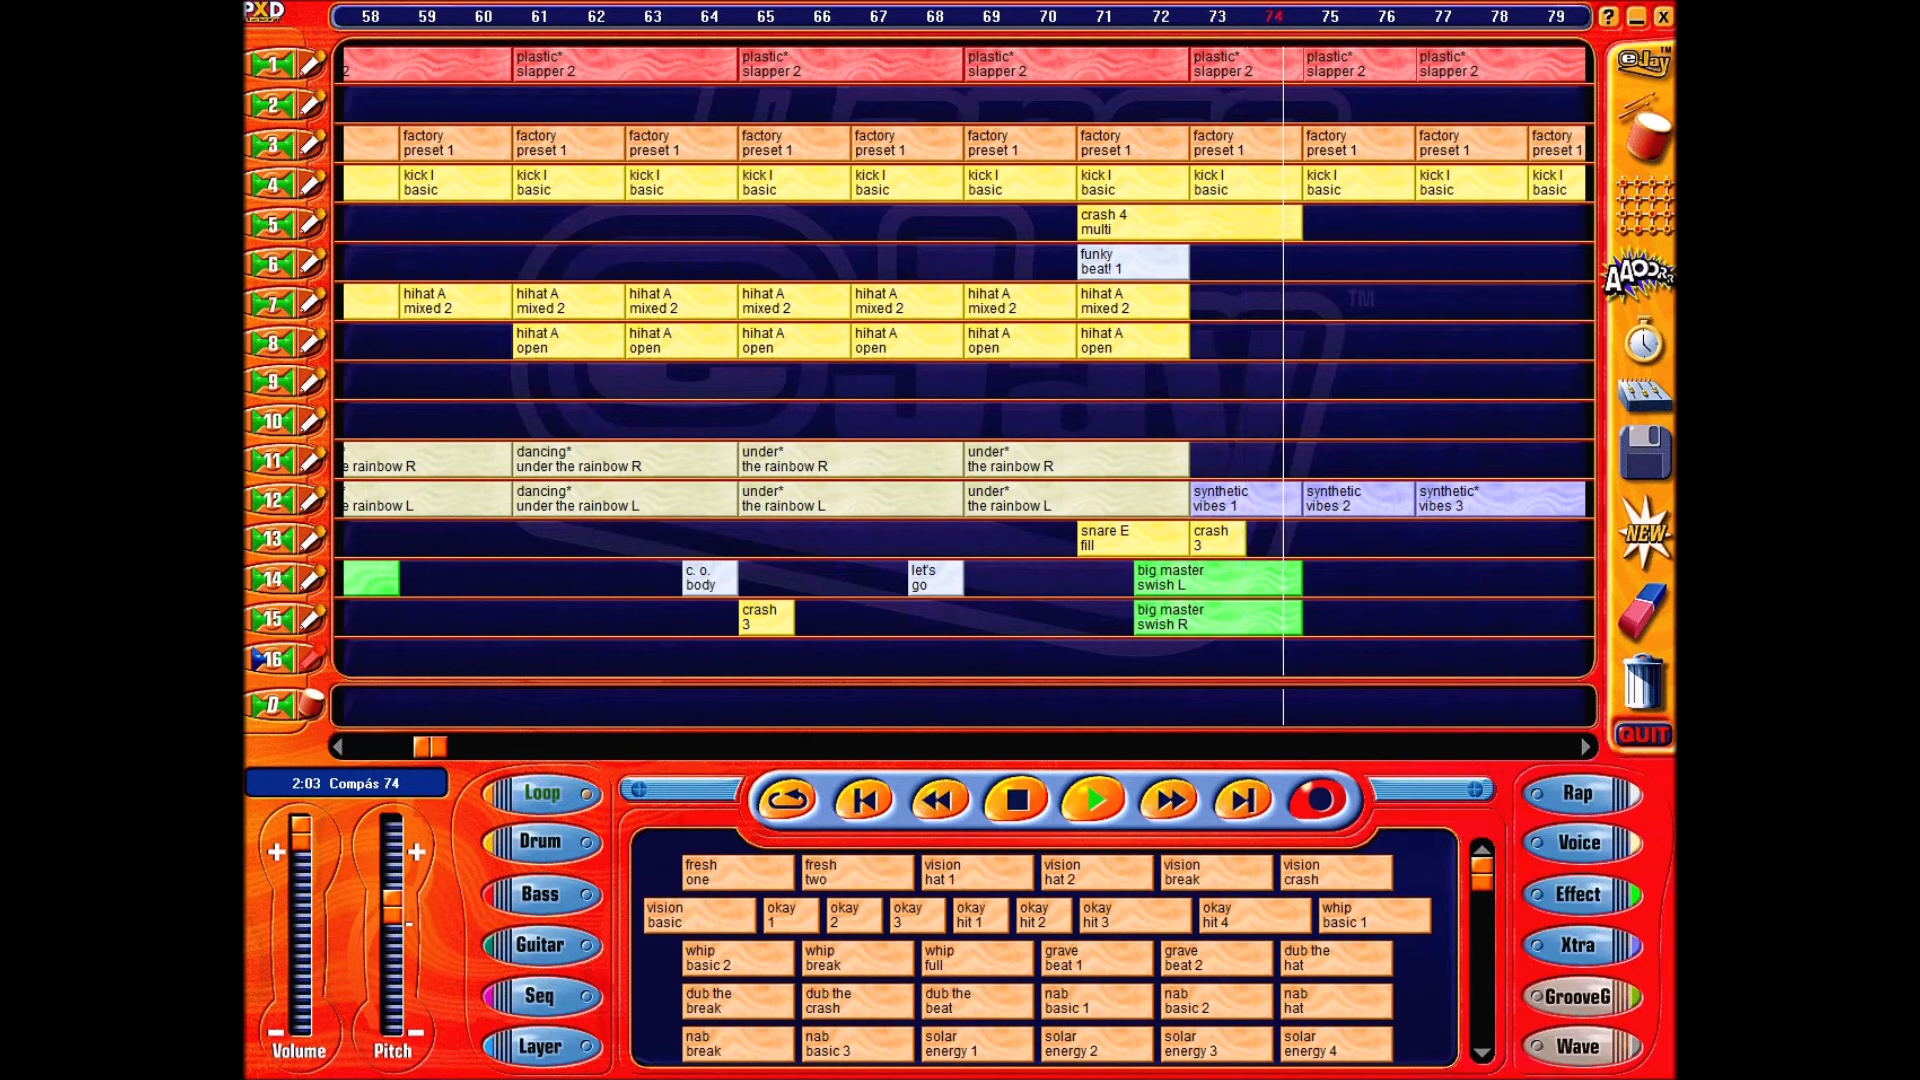 PXD
58 59 60 61 62 63 64 65 66 67 68 69 70 71 72 73 74 75 76 77 78 79
? _ X
eJay™
1
2 plastic* plastic* plastic* plastic* plastic* plastic*
slapper 2 slapper 2 slapper 2 slapper 2 slapper 2 slapper 2
2
3
factory factory factory factory factory factory factory factory factory factory factory
preset 1 preset 1 preset 1 preset 1 preset 1 preset 1 preset 1 preset 1 preset 1 preset 1 preset 1
4
kick I kick I kick I kick I kick I kick I kick I kick I kick I kick I kick I
basic basic basic basic basic basic basic basic basic basic basic
5
crash 4
multi
6
funky
beat! 1
7
hihat A hihat A hihat A hihat A hihat A hihat A hihat A
mixed 2 mixed 2 mixed 2 mixed 2 mixed 2 mixed 2 mixed 2
8
hihat A hihat A hihat A hihat A hihat A hihat A
open open open open open open
9
10
11
* dancing* under* under*
e rainbow R under the rainbow R the rainbow R the rainbow R
12
* dancing* under* under* synthetic synthetic synthetic*
e rainbow L under the rainbow L the rainbow L the rainbow L vibes 1 vibes 2 vibes 3
13
snare E crash
fill 3
14
c. o. let's big master
body go swish L
15
crash big master
3 swish R
16
NEW
QUIT
2:03 Compás 74
Volume
Pitch
Loop
Drum
Bass
Guitar
Seq
Layer
fresh fresh vision vision vision vision
one two hat 1 hat 2 break crash
vision okay okay okay okay okay okay okay whip
basic 1 2 3 hit 1 hit 2 hit 3 hit 4 basic 1
whip whip whip grave grave dub the
basic 2 break full beat 1 beat 2 hat
dub the dub the dub the nab nab nab
break crash beat basic 1 basic 2 hat
nab nab solar solar solar solar
break basic 3 energy 1 energy 2 energy 3 energy 4
Rap
Voice
Effect
Xtra
GrooveG
Wave